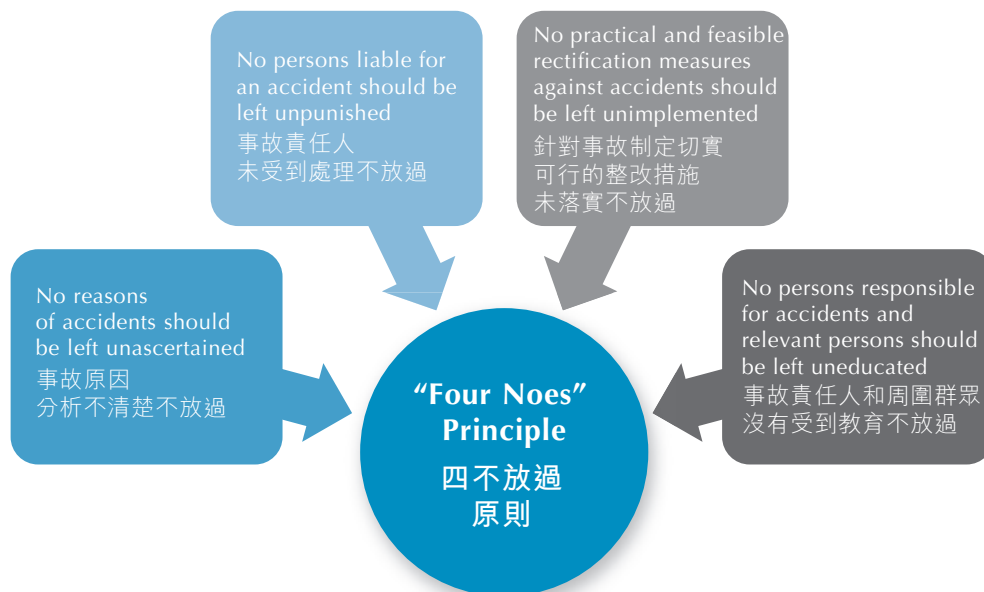 No persons liable for
an accident should be
left unpunished
事故責任人
未受到處理不放過
No practical and feasible
rectification measures
against accidents should
be left unimplemented
針對事故制定切實
可行的整改措施
未落實不放過
No reasons
of accidents should
be left unascertained
事故原因
分析不清楚不放過
No persons responsible
for accidents and
relevant persons should
be left uneducated
事故責任人和周圍群眾
沒有受到教育不放過
“Four Noes”
Principle
四不放過
原則